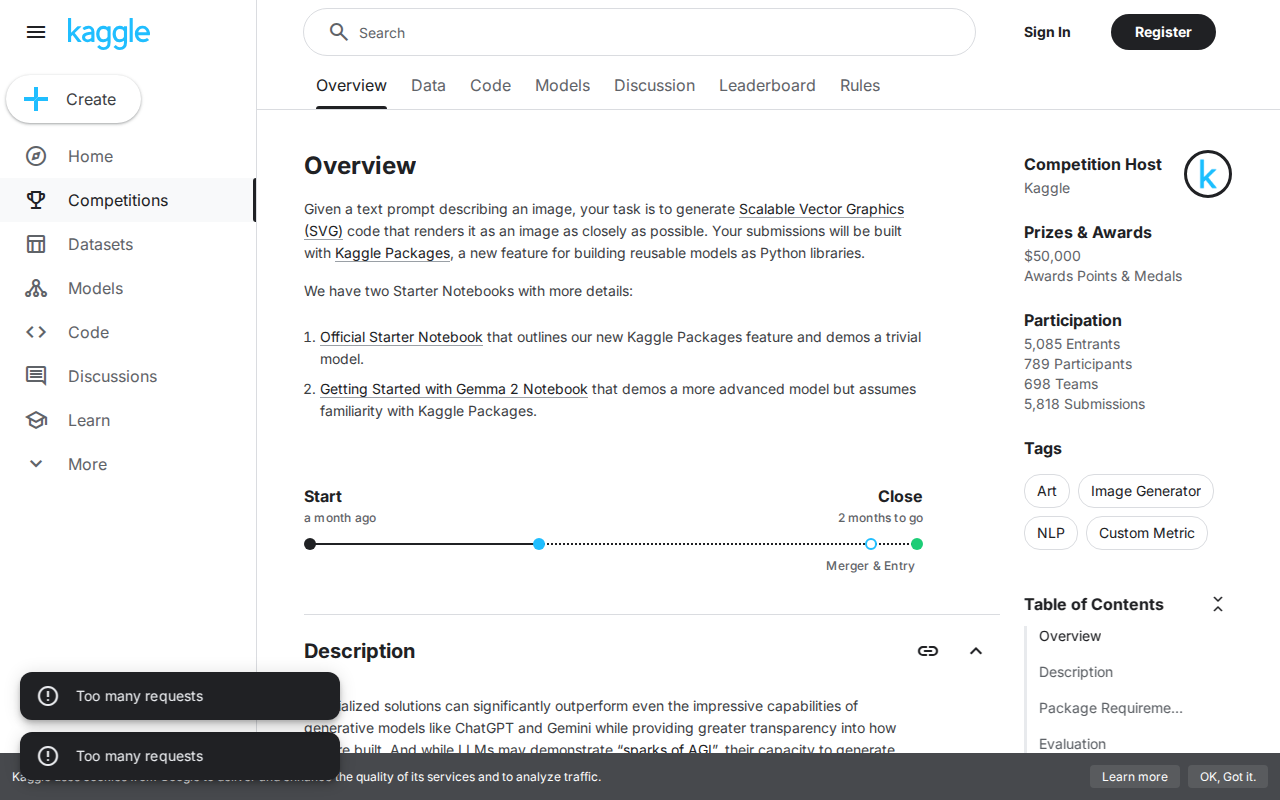 kaggle
Search
Sign In
Register
Create
Home
Competitions
Datasets
Models
Code
Discussions
Learn
More
Overview
Data
Code
Models
Discussion
Leaderboard
Rules
Overview
Given a text prompt describing an image, your task is to generate Scalable Vector Graphics
(SVG) code that renders it as an image as closely as possible. Your submissions will be built
with Kaggle Packages, a new feature for building reusable models as Python libraries.
We have two Starter Notebooks with more details:
1. Official Starter Notebook that outlines our new Kaggle Packages feature and demos a trivial
model.
2. Getting Started with Gemma 2 Notebook that demos a more advanced model but assumes
familiarity with Kaggle Packages.
Start
a month ago
Close
2 months to go
Merger & Entry
Description
generative models like ChatGPT and Gemini while providing greater transparency into how
built. And while LLMs may demonstrate “sparks of AGI”, their capacity to generate
solutions can significantly outperform even the impressive capabilities of
Competition Host
Kaggle
k
Prizes & Awards
$50,000
Awards Points & Medals
Participation
5,085 Entrants
789 Participants
698 Teams
5,818 Submissions
Tags
Art
Image Generator
NLP
Custom Metric
Table of Contents
Overview
Description
Package Requireme...
Evaluation
Too many requests
Too many requests
the quality of its services and to analyze traffic.
Learn more
OK, Got it.